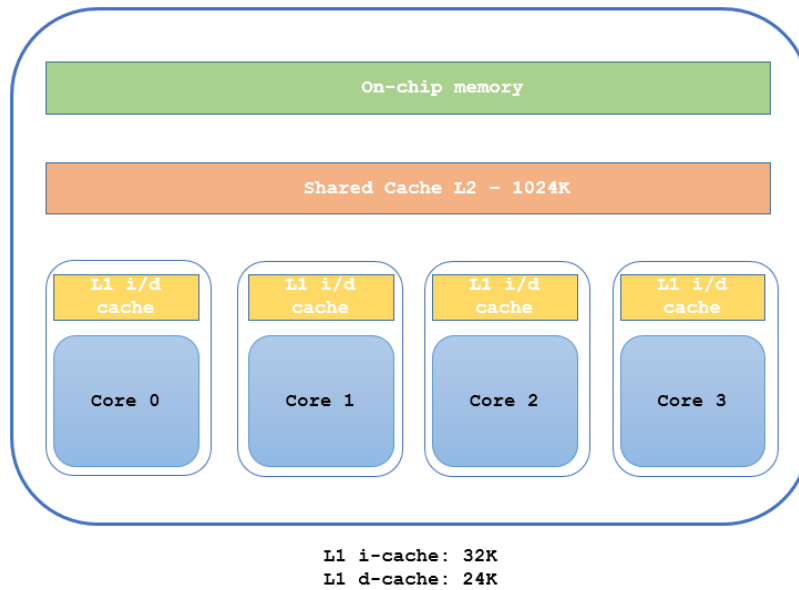 On-chip memory
Shared Cache L2 – 1024K
L1 i/d
cache
L1 i/d
cache
L1 i/d
cache
L1 i/d
cache
Core 0
Core 1
Core 2
Core 3
L1 i-cache: 32K
L1 d-cache: 24K